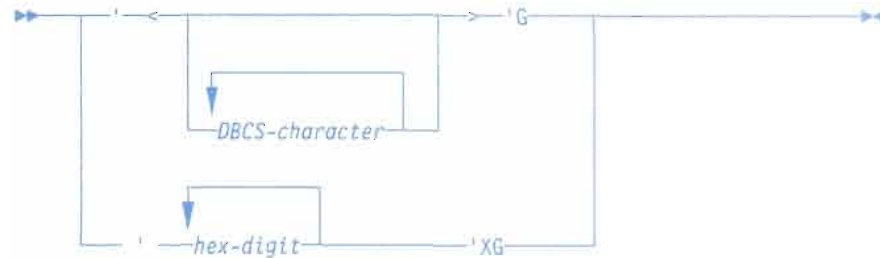 ' < > 'G
DBCS-character
' hex-digit 'XG